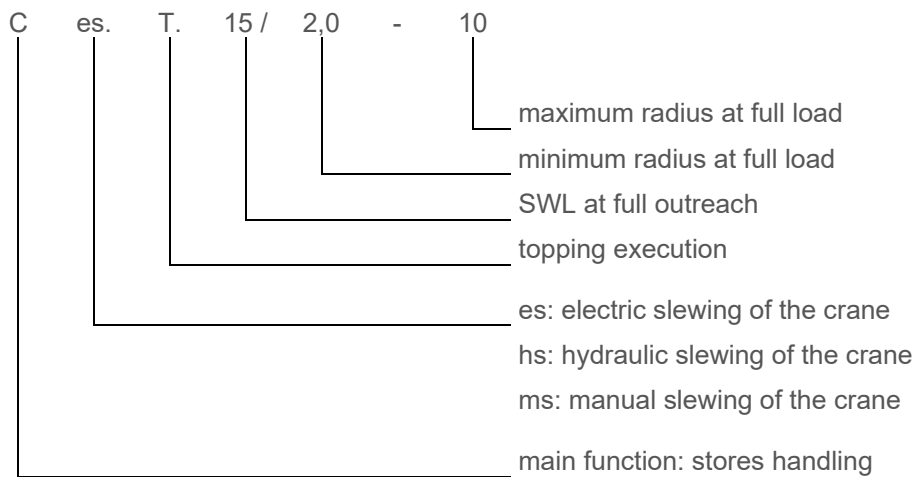 C es. T. 15 / 2,0 - 10
maximum radius at full load
minimum radius at full load
SWL at full outreach
topping execution
es: electric slewing of the crane
hs: hydraulic slewing of the crane
ms: manual slewing of the crane
main function: stores handling